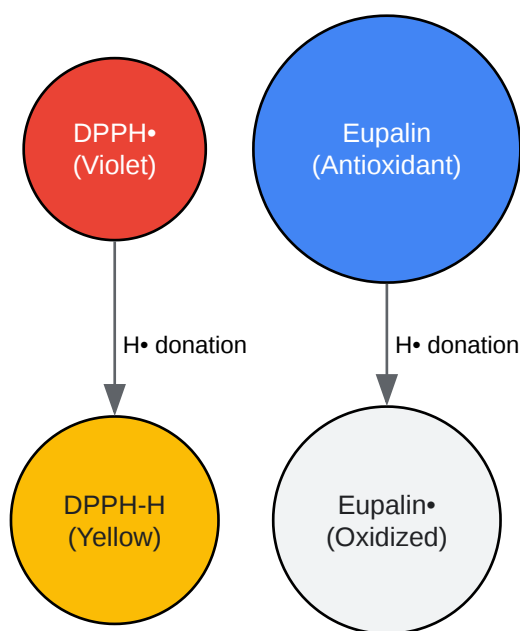 DPPH•
(Violet)
Eupalin
(Antioxidant)
H• donation
H• donation
DPPH-H
(Yellow)
Eupalin•
(Oxidized)